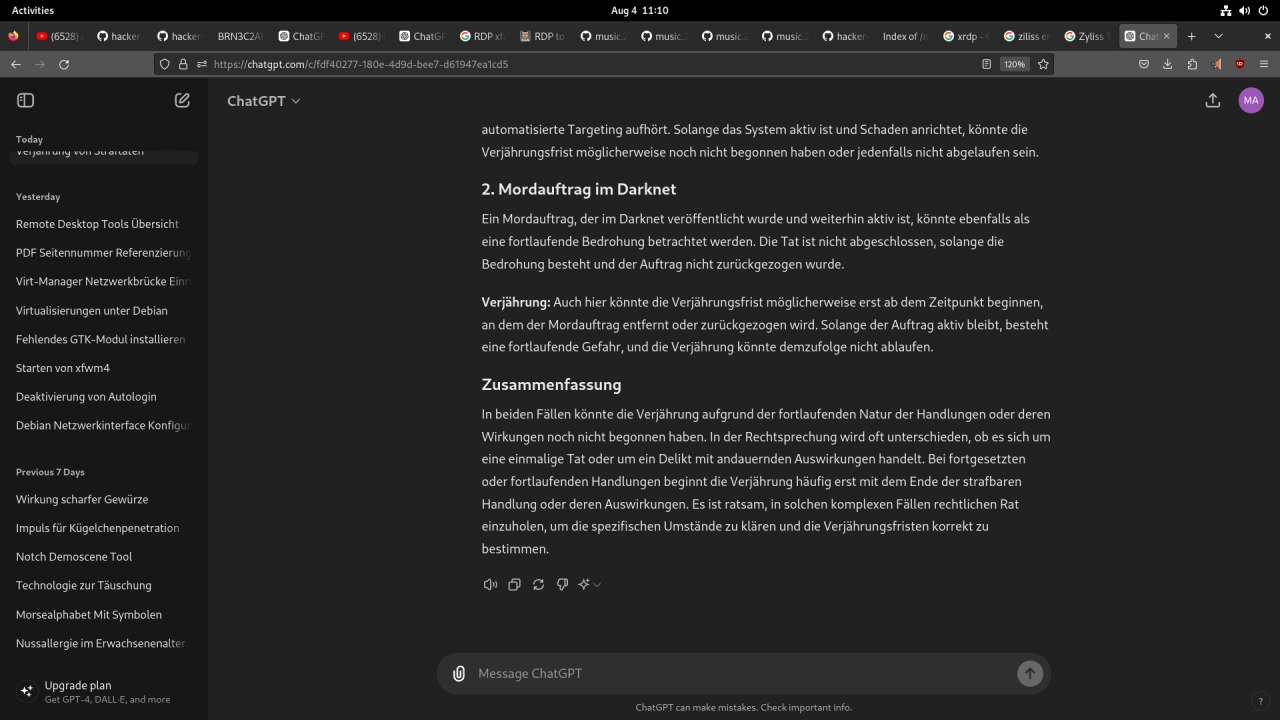 Activities
Aug 4 11:10
(6528)
hacker-
hacker-
BRN3C2A
ChatGP
(6528)
ChatGP
RDP xfr
RDP to
music.2
music.2
music.2
music.2
hacker-
Index of /n
xrdp - G
ziliss er
Zyliss T
Chat
https://chatgpt.com/c/fdf40277-180e-4d9d-bee7-d61947ea1cd5
120%
ChatGPT
MA
Today
Verjährung von Straftaten
Yesterday
Remote Desktop Tools Übersicht
PDF Seitennummer Referenzierung
Virt-Manager Netzwerkbrücke Einri
Virtualisierungen unter Debian
Fehlendes GTK-Modul installieren
Starten von xfwm4
Deaktivierung von Autologin
Debian Netzwerkinterface Konfigur
Previous 7 Days
Wirkung scharfer Gewürze
Impuls für Kügelchenpenetration
Notch Demoscene Tool
Technologie zur Täuschung
Morsealphabet Mit Symbolen
Nussallergie im Erwachsenenalter
Upgrade plan
Get GPT-4, DALL·E, and more
automatisierte Targeting aufhört. Solange das System aktiv ist und Schaden anrichtet, könnte die
Verjährungsfrist möglicherweise noch nicht begonnen haben oder jedenfalls nicht abgelaufen sein.
2. Mordauftrag im Darknet
Ein Mordauftrag, der im Darknet veröffentlicht wurde und weiterhin aktiv ist, könnte ebenfalls als
eine fortlaufende Bedrohung betrachtet werden. Die Tat ist nicht abgeschlossen, solange die
Bedrohung besteht und der Auftrag nicht zurückgezogen wurde.
Verjährung: Auch hier könnte die Verjährungsfrist möglicherweise erst ab dem Zeitpunkt beginnen,
an dem der Mordauftrag entfernt oder zurückgezogen wird. Solange der Auftrag aktiv bleibt, besteht
eine fortlaufende Gefahr, und die Verjährung könnte demzufolge nicht ablaufen.
Zusammenfassung
In beiden Fällen könnte die Verjährung aufgrund der fortlaufenden Natur der Handlungen oder deren
Wirkungen noch nicht begonnen haben. In der Rechtsprechung wird oft unterschieden, ob es sich um
eine einmalige Tat oder um ein Delikt mit andauernden Auswirkungen handelt. Bei fortgesetzten
oder fortlaufenden Handlungen beginnt die Verjährung häufig erst mit dem Ende der strafbaren
Handlung oder deren Auswirkungen. Es ist ratsam, in solchen komplexen Fällen rechtlichen Rat
einzuholen, um die spezifischen Umstände zu klären und die Verjährungsfristen korrekt zu
bestimmen.
Message ChatGPT
ChatGPT can make mistakes. Check important info.
?